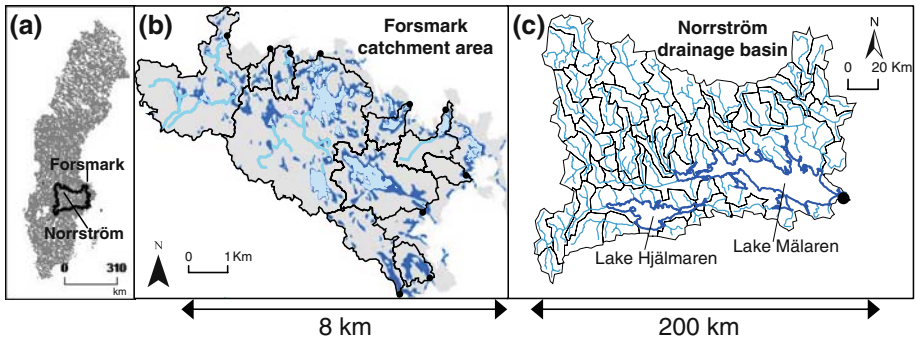 (a)
Forsmark
Norrström
0 310
km
(b)
Forsmark
catchment area
N
0 1 Km
8 km
(c)
Norrström
drainage basin
N
0 20 Km
Lake Hjälmaren
Lake Mälaren
200 km